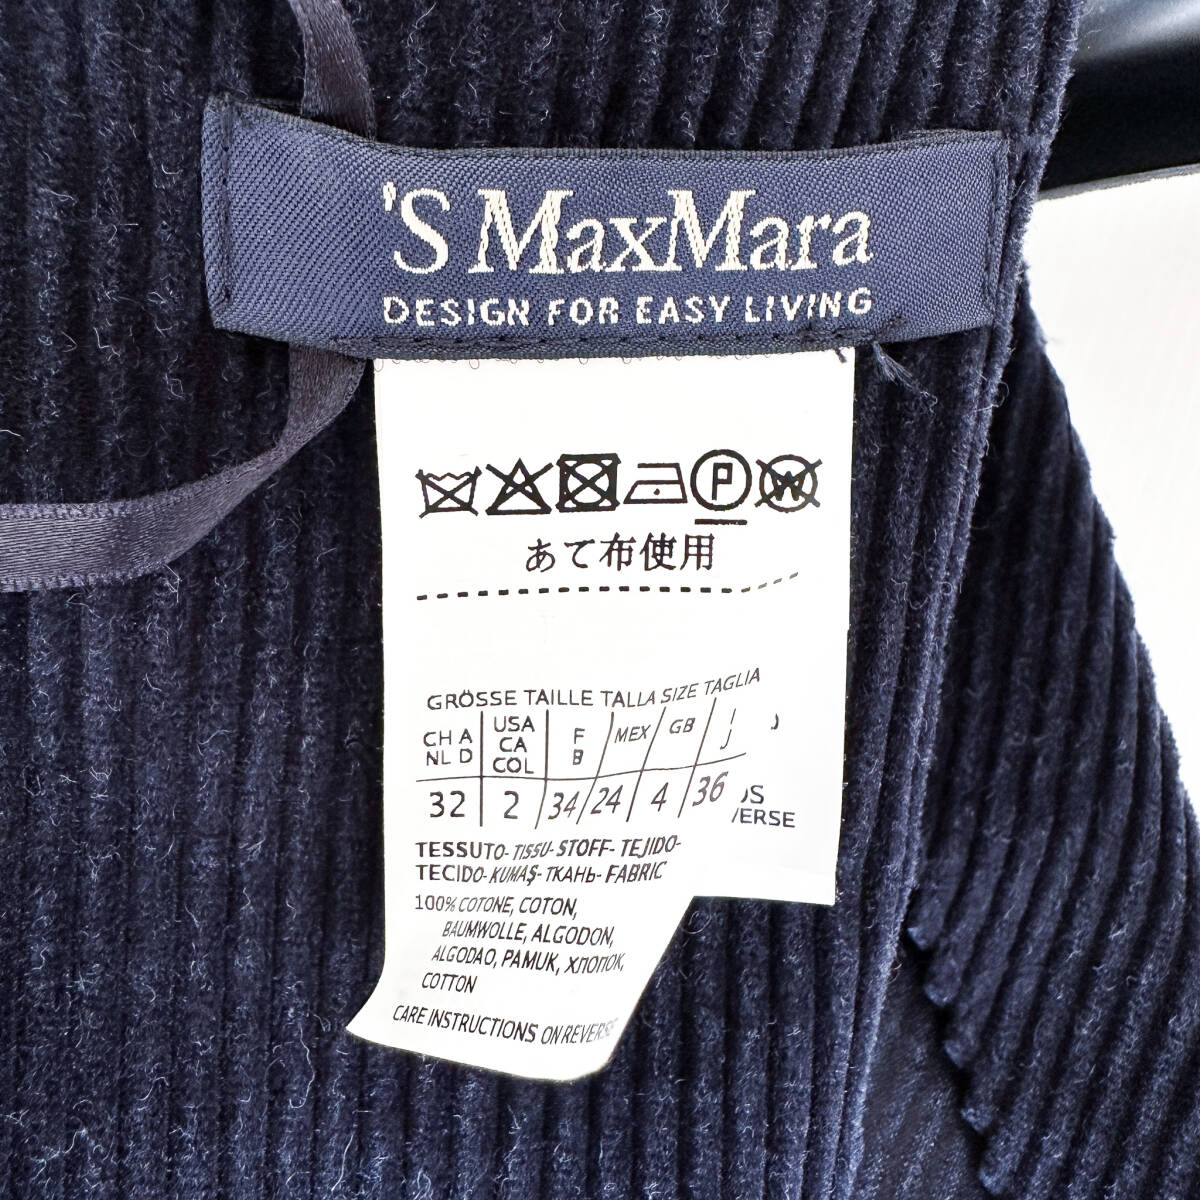 'S MaxMara
DESIGN FOR EASY LIVING
P W
あて布使用
GRÖSSE TAILLE TALLA SIZE TAGLIA
CH A NL D USA CA COL F B MEX GB I J
32 2 34 24 4 36
TESSUTO-TISSU-STOFF-TEJIDO-
TECIDO-KUMAŞ-ТКАНЬ-FABRIC
100% COTONE, COTON,
BAUMWOLLE, ALGODON,
ALGODAO, PAMUK, ХЛОПОК,
COTTON
CARE INSTRUCTIONS ON REVERSE